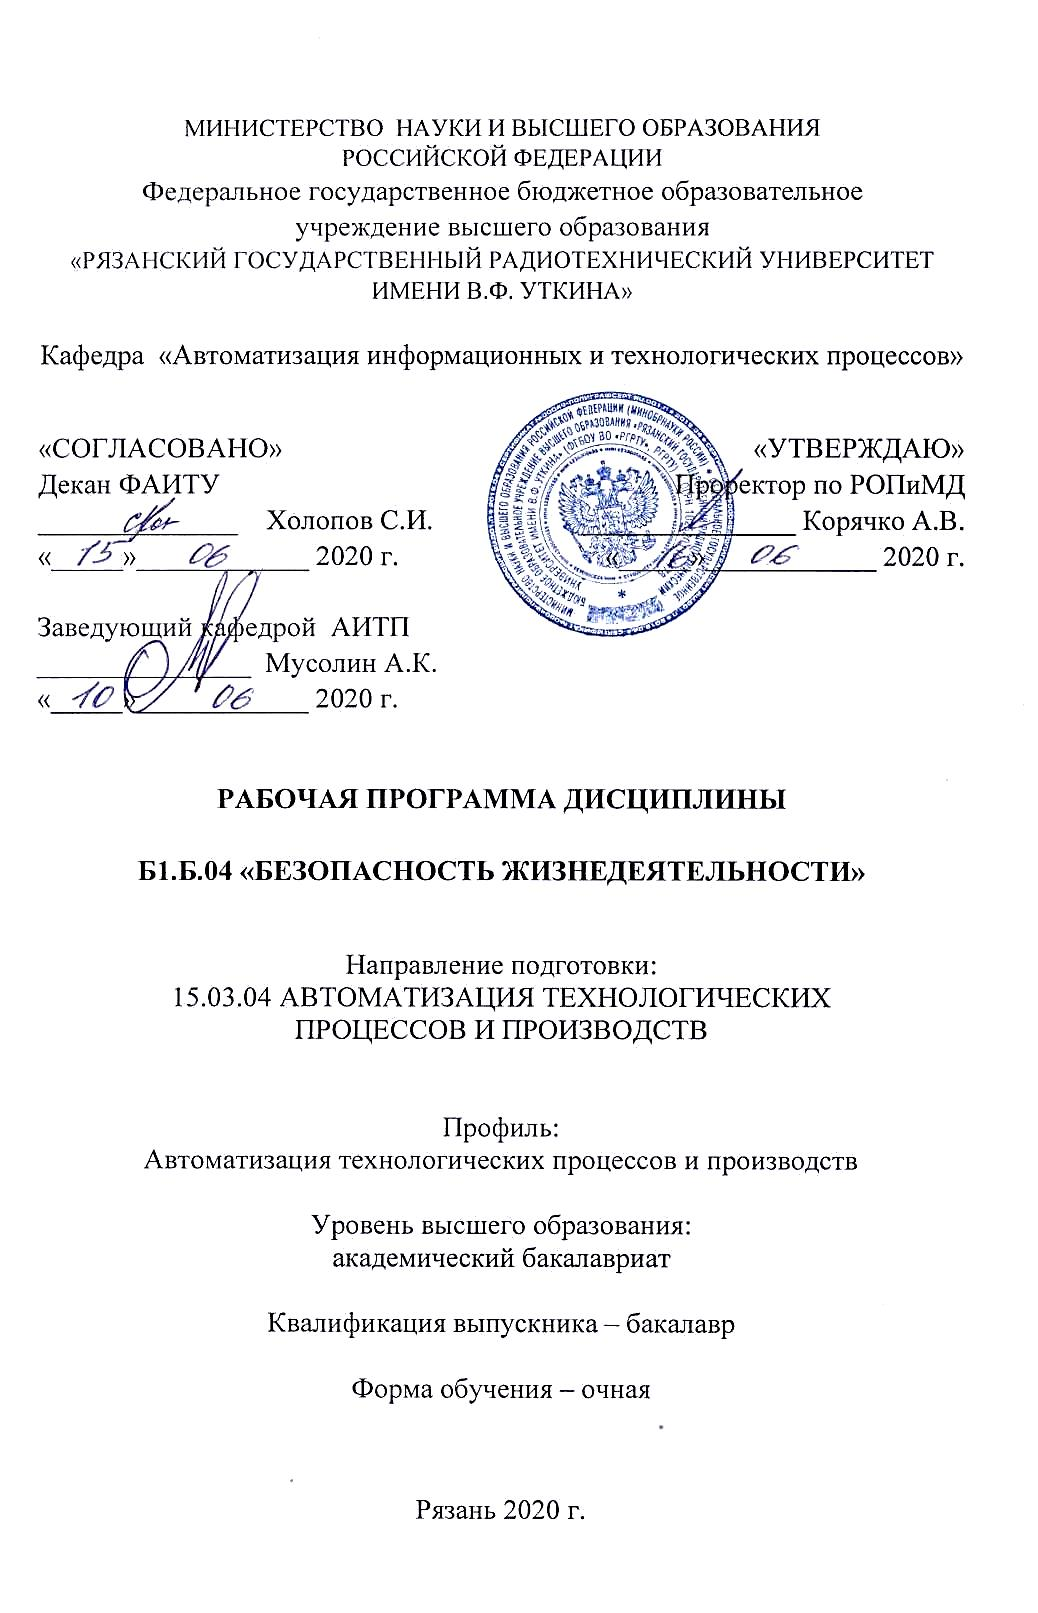 МИНИСТЕРСТВО НАУКИ И ВЫСШЕГО ОБРАЗОВАНИЯ
РОССИЙСКОЙ ФЕДЕРАЦИИ
Федеральное государственное бюджетное образовательное
учреждение высшего образования
«РЯЗАНСКИЙ ГОСУДАРСТВЕННЫЙ РАДИОТЕХНИЧЕСКИЙ УНИВЕРСИТЕТ
ИМЕНИ В.Ф. УТКИНА»
Кафедра «Автоматизация информационных и технологических процессов»
«СОГЛАСОВАНО»
Декан ФАИТУ
Холопов С.И.
«15» 06 2020 г.
Заведующий кафедрой АИТП
Мусолин А.К.
«10» 06 2020 г.
«УТВЕРЖДАЮ»
Проректор по РОПиМД
Корячко А.В.
«16» 06 2020 г.
РАБОЧАЯ ПРОГРАММА ДИСЦИПЛИНЫ
Б1.Б.04 «БЕЗОПАСНОСТЬ ЖИЗНЕДЕЯТЕЛЬНОСТИ»
Направление подготовки:
15.03.04 АВТОМАТИЗАЦИЯ ТЕХНОЛОГИЧЕСКИХ
ПРОЦЕССОВ И ПРОИЗВОДСТВ
Профиль:
Автоматизация технологических процессов и производств
Уровень высшего образования:
академический бакалавриат
Квалификация выпускника – бакалавр
Форма обучения – очная
Рязань 2020 г.